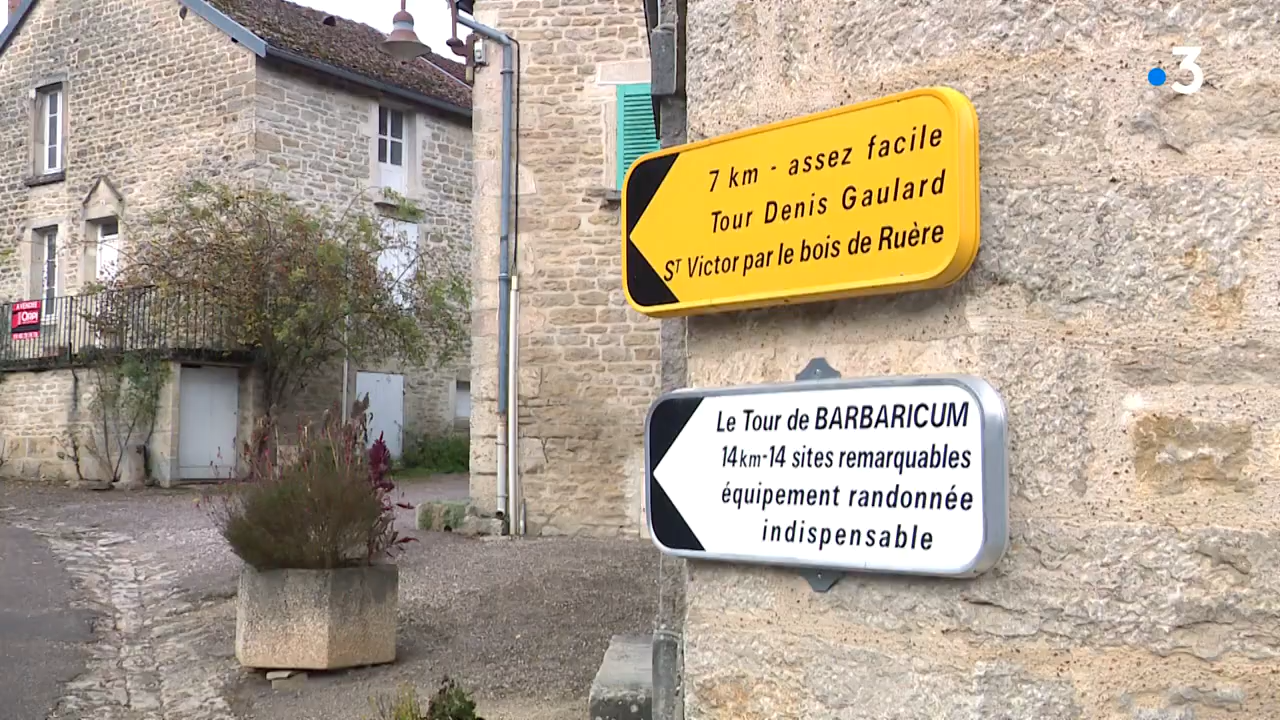 3
7 km - assez facile
Tour Denis Gaulard
ST Victor par le bois de Ruère
Le Tour de BARBARICUM
14km-14 sites remarquables
équipement randonnée
indispensable
A VENDRE